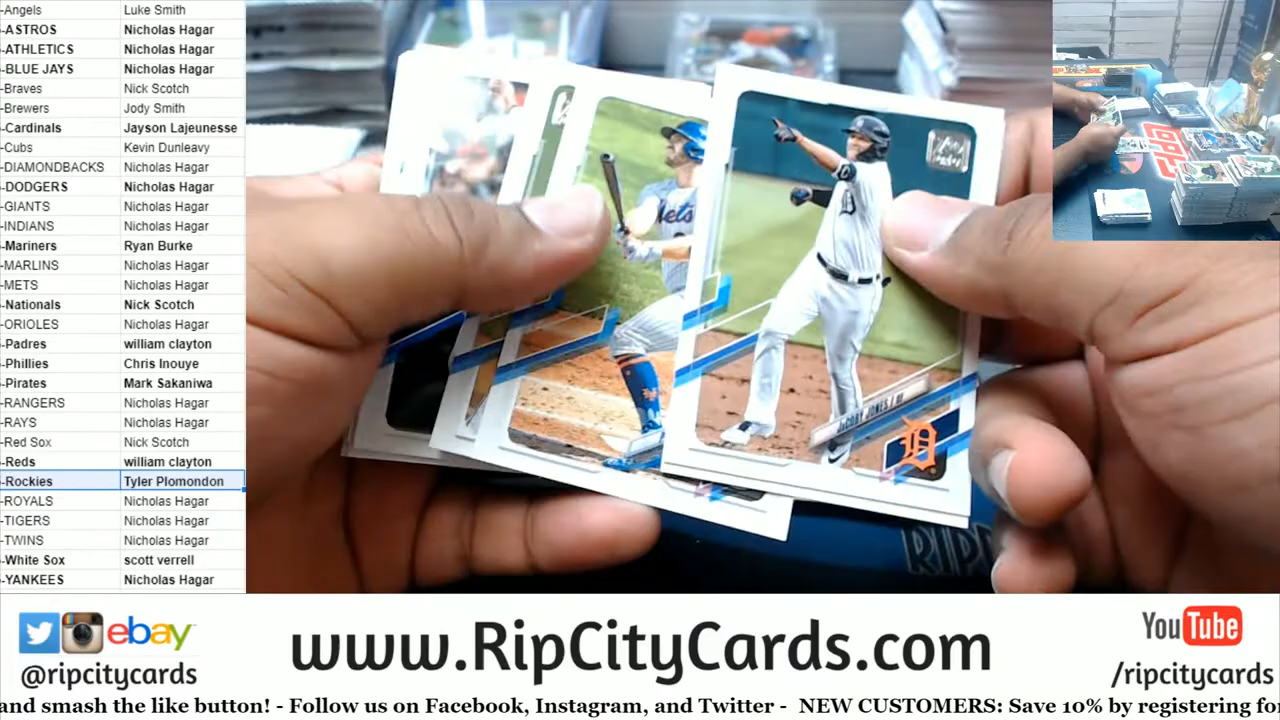 -Angels Luke Smith
-ASTROS Nicholas Hagar
-ATHLETICS Nicholas Hagar
-BLUE JAYS Nicholas Hagar
-Braves Nick Scotch
-Brewers Jody Smith
-Cardinals Jayson Lajeunesse
-Cubs Kevin Dunleavy
-DIAMONDBACKS Nicholas Hagar
-DODGERS Nicholas Hagar
-GIANTS Nicholas Hagar
-INDIANS Nicholas Hagar
-Mariners Ryan Burke
-MARLINS Nicholas Hagar
-METS Nicholas Hagar
-Nationals Nick Scotch
-ORIOLES Nicholas Hagar
-Padres william clayton
-Phillies Chris Inouye
-Pirates Mark Sakaniwa
-RANGERS Nicholas Hagar
-RAYS Nicholas Hagar
-Red Sox Nick Scotch
-Reds william clayton
-Rockies Tyler Plomondon
-ROYALS Nicholas Hagar
-TIGERS Nicholas Hagar
-TWINS Nicholas Hagar
-White Sox scott verrell
-YANKEES Nicholas Hagar
Mets
D
JACOBY JONES
D
RIP
ebay
@ripcitycards
www.RipCityCards.com
YouTube
/ripcitycards
and smash the like button! - Follow us on Facebook, Instagram, and Twitter - NEW CUSTOMERS: Save 10% by registering for